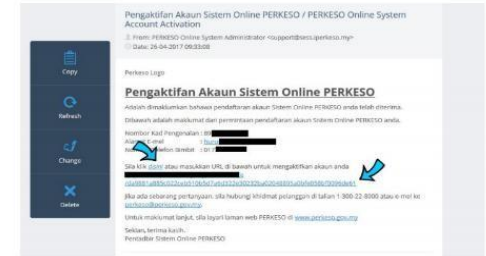 Pengaktifan Akaun Sistem Online PERKESO / PERKESO Online System
Account Activation
From: PERKESO Online System Administrator
Date: 26-04-2017 09:33:08
Copy
Refresh
Change
Delete
Perkeso Logo
Pengaktifan Akaun Sistem Online PERKESO
Adalah dimaklumkan bahawa pendaftaran akaun Sistem Online PERKESO anda telah diterima.
Dibawah adalah maklumat dan permintaan pendaftaran akaun Sistem Online PERKESO anda.
Nombor Kad Pengenalan :
Alamat E-mel :
Telefon Bimbit :
Sila klik atau masukkan URL di bawah untuk mengaktifkan akaun anda
Jika ada sebarang pertanyaan, sila hubungi khidmat pelanggan di talian 1-300-22-8000 atau e-mel ke
perkeso@perkeso.gov.my.
Untuk maklumat lanjut, sila layari laman web PERKESO di www.perkeso.gov.my
Sekian, terima kasih.
Pentadbir Sistem Online PERKESO